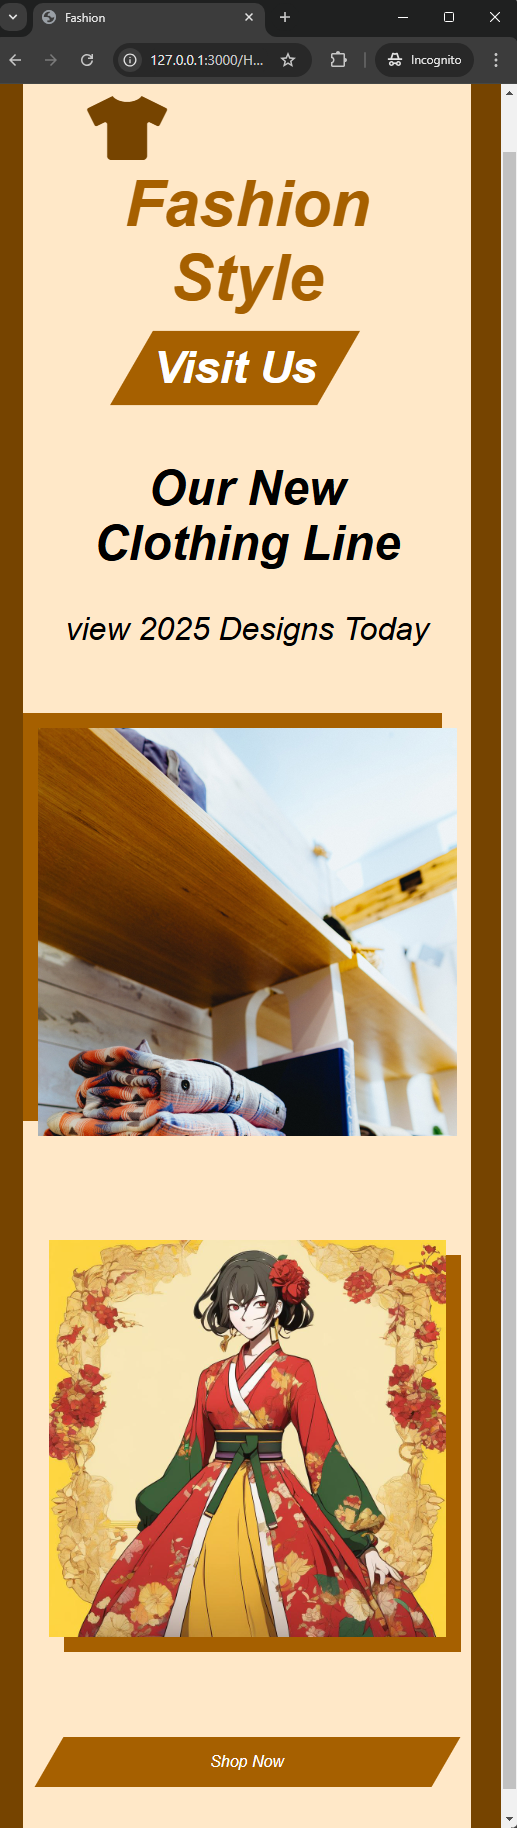 Fashion
127.0.0.1:3000/H...
Incognito
Fashion
Style
Visit Us
Our New
Clothing Line
view 2025 Designs Today
Shop Now